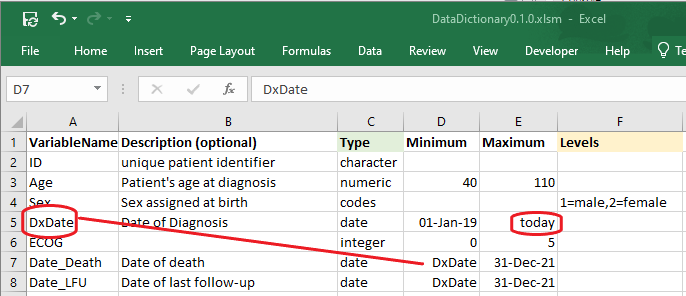 DataDictionary0.1.0.xlsm - Excel
File Home Insert Page Layout Formulas Data Review View Developer Help Te
D7 fx DxDate
A B C D E F
1 VariableName Description (optional) Type Minimum Maximum Levels
2 ID unique patient identifier character
3 Age Patient's age at diagnosis numeric 40 110
4 Sex Sex assigned at birth codes 1=male,2=female
5 DxDate Date of Diagnosis date 01-Jan-19 today
6 ECOG integer 0 5
7 Date_Death Date of death date DxDate 31-Dec-21
8 Date_LFU Date of last follow-up date DxDate 31-Dec-21